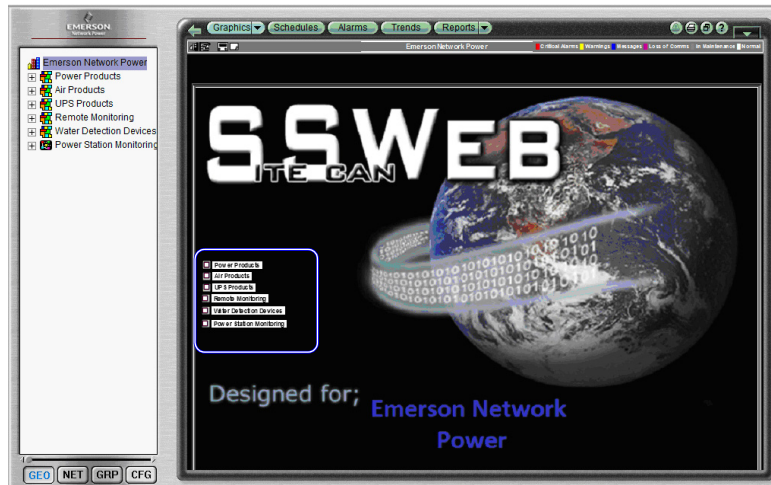 EMERSON
Network Power
Graphics
Schedules
Alarms
Trends
Reports
Emerson Network Power
Critical Alarms
Warnings
Messages
Loss of Comms
In Maintenance
Normal
Emerson Network Power
Power Products
Air Products
UPS Products
Remote Monitoring
Water Detection Devices
Power Station Monitoring
SITE SCAN WEB
Power Products
Air Products
UPS Products
Remote Monitoring
Water Detection Devices
Power Station Monitoring
Designed for;
Emerson Network
Power
GEO
NET
GRP
CFG